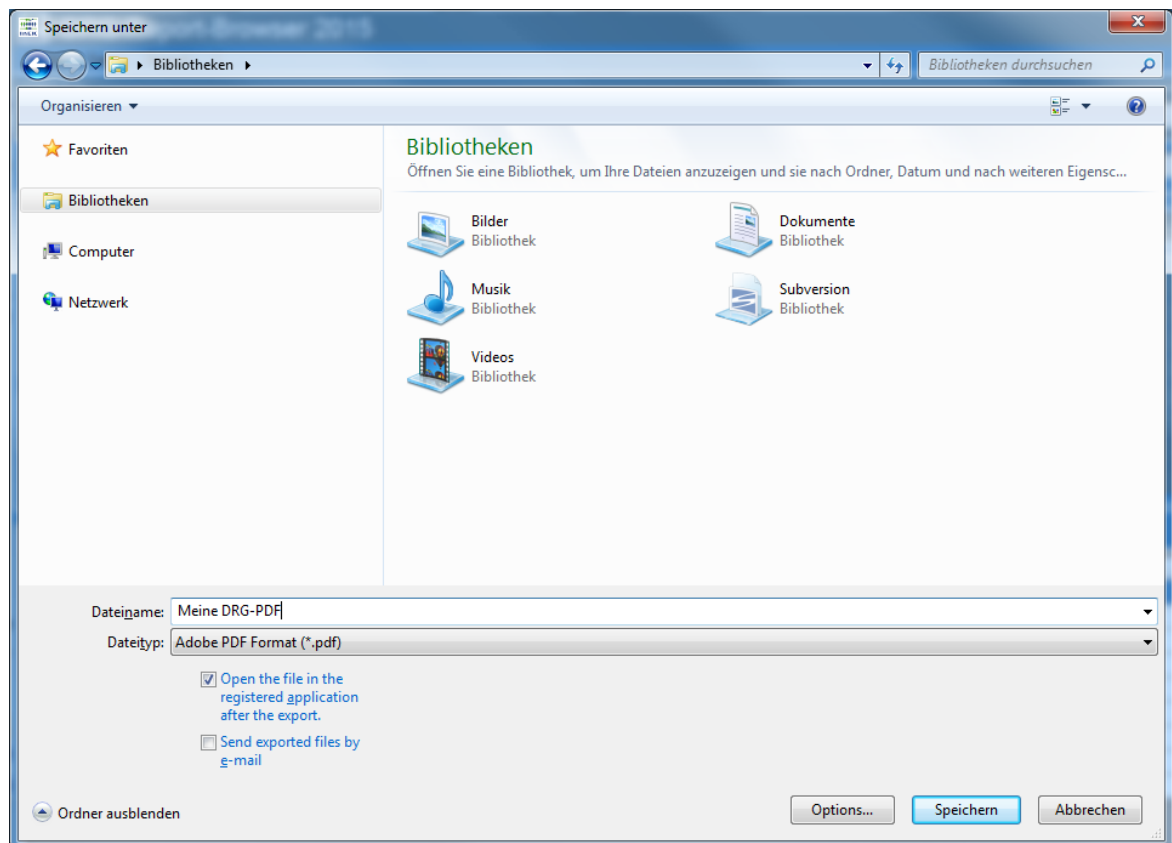 Speichern unter
Bibliotheken
Bibliotheken durchsuchen
Organisieren
Favoriten
Bibliotheken
Computer
Netzwerk
Bibliotheken
Öffnen Sie eine Bibliothek, um Ihre Dateien anzuzeigen und sie nach Ordner, Datum und nach weiteren Eigensc...
Bilder
Bibliothek
Dokumente
Bibliothek
Musik
Bibliothek
Subversion
Bibliothek
Videos
Bibliothek
Dateiname: Meine DRG-PDF
Dateityp: Adobe PDF Format (*.pdf)
Open the file in the
registered application
after the export.
Send exported files by
e-mail
Ordner ausblenden
Options...
Speichern
Abbrechen